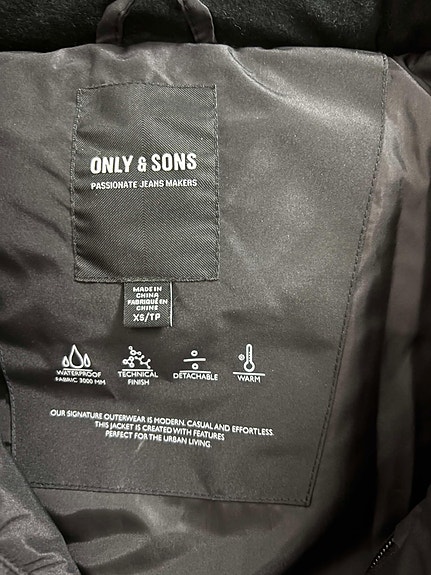 ONLY & SONS
PASSIONATE JEANS MAKERS
MADE IN
CHINA
FABRIQUÉ EN
CHINE
XS/TP
WATERPROOF
FABRIC 3000 MM
TECHNICAL
FINISH
DETACHABLE
WARM
OUR SIGNATURE OUTERWEAR IS MODERN, CASUAL AND EFFORTLESS.
THIS JACKET IS CREATED WITH FEATURES
PERFECT FOR THE URBAN LIVING.